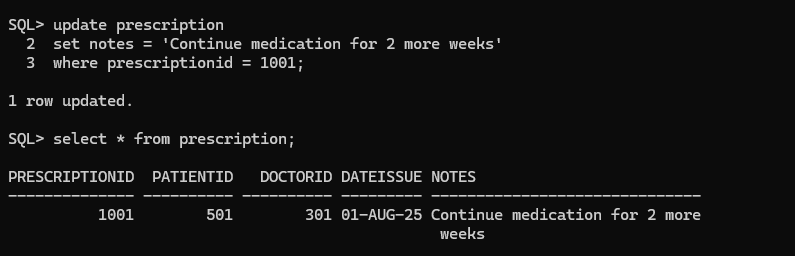 SQL> update prescription
  2  set notes = 'Continue medication for 2 more weeks'
  3  where prescriptionid = 1001;
1 row updated.
SQL> select * from prescription;
PRESCRIPTIONID  PATIENTID   DOCTORID DATEISSUE NOTES
-------------- ---------- ---------- --------- ------------------------------
          1001        501        301 01-AUG-25 Continue medication for 2 more
                                                weeks